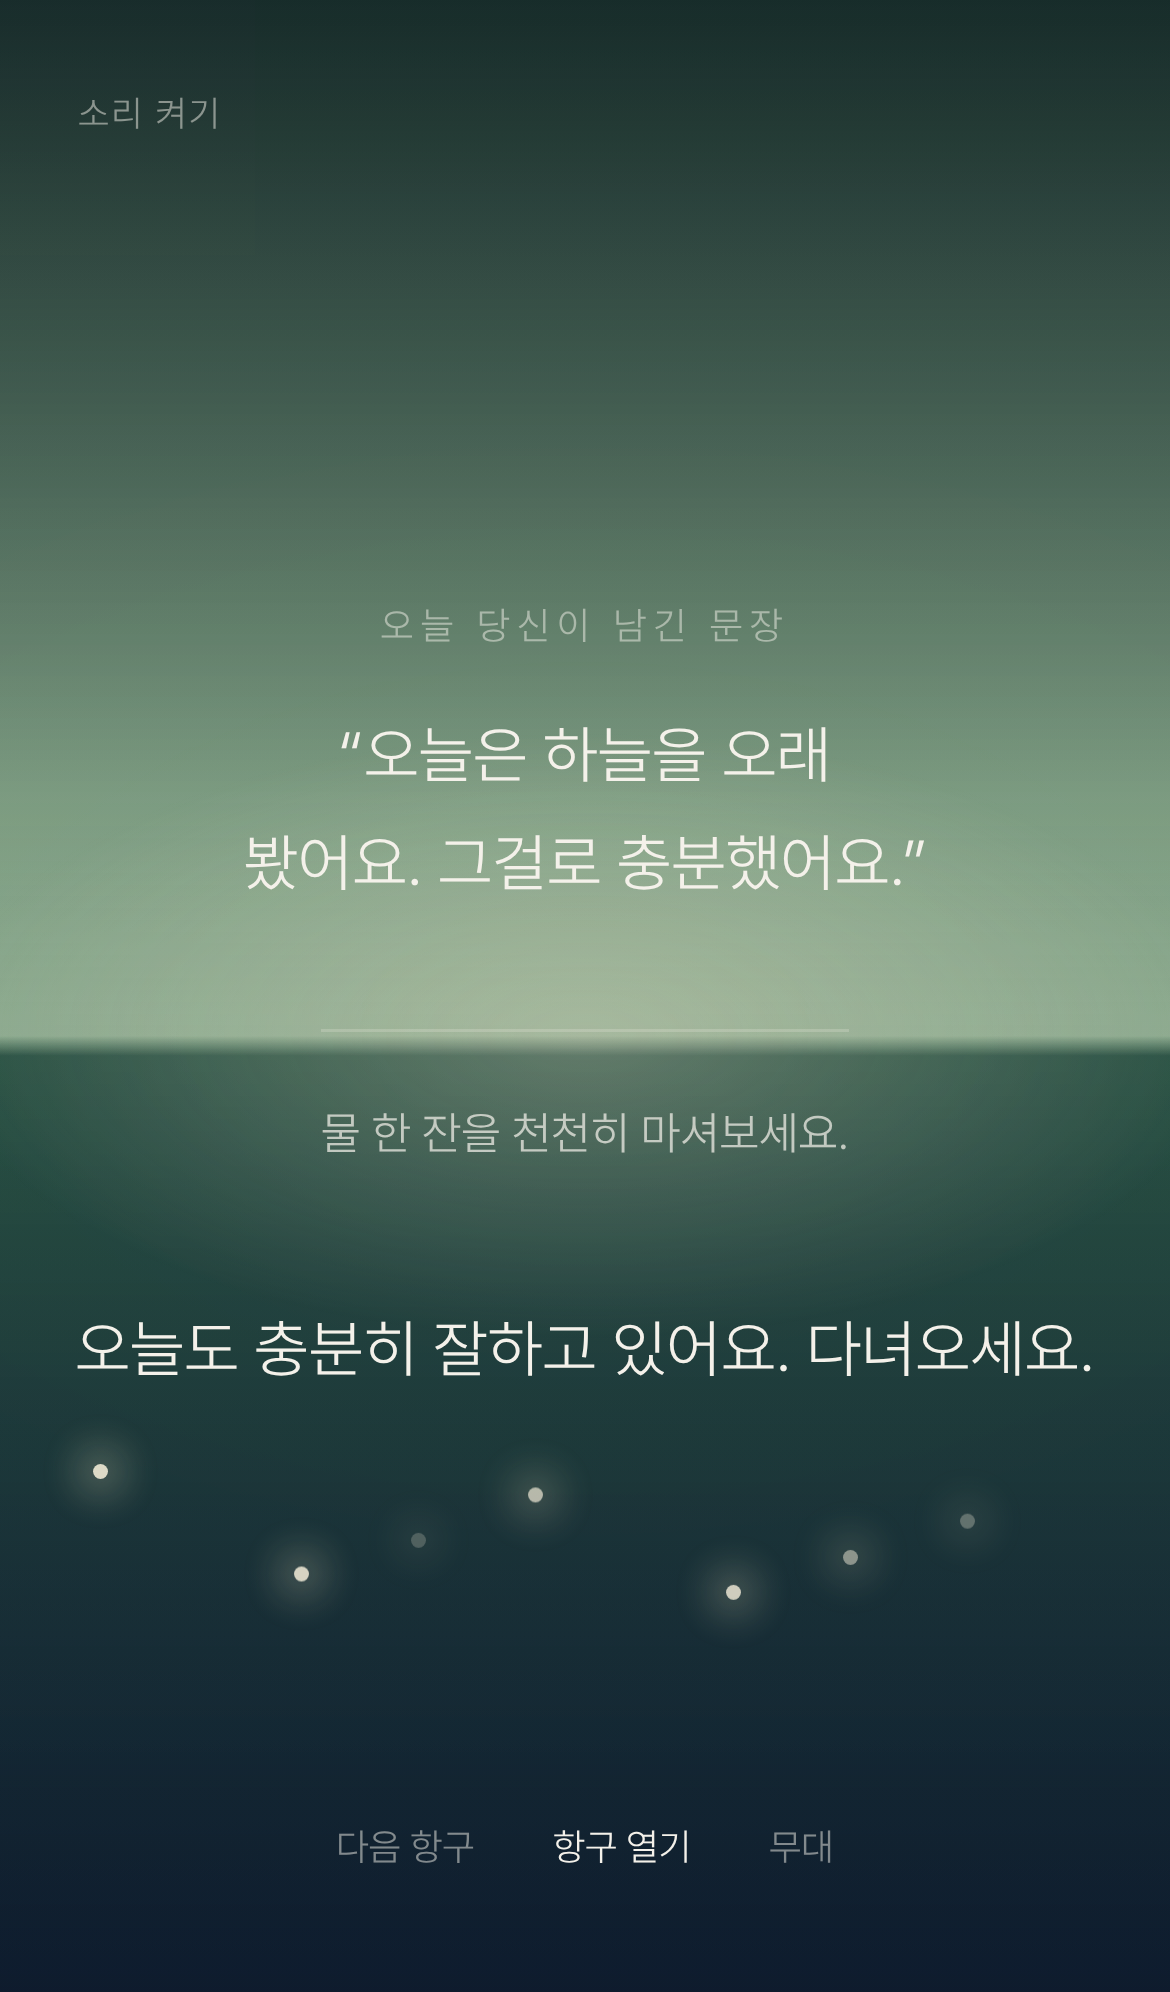 소리 켜기
오늘 당신이 남긴 문장
“오늘은 하늘을 오래
봤어요. 그걸로 충분했어요.”
물 한 잔을 천천히 마셔보세요.
오늘도 충분히 잘하고 있어요. 다녀오세요.
다음 항구 항구 열기 무대